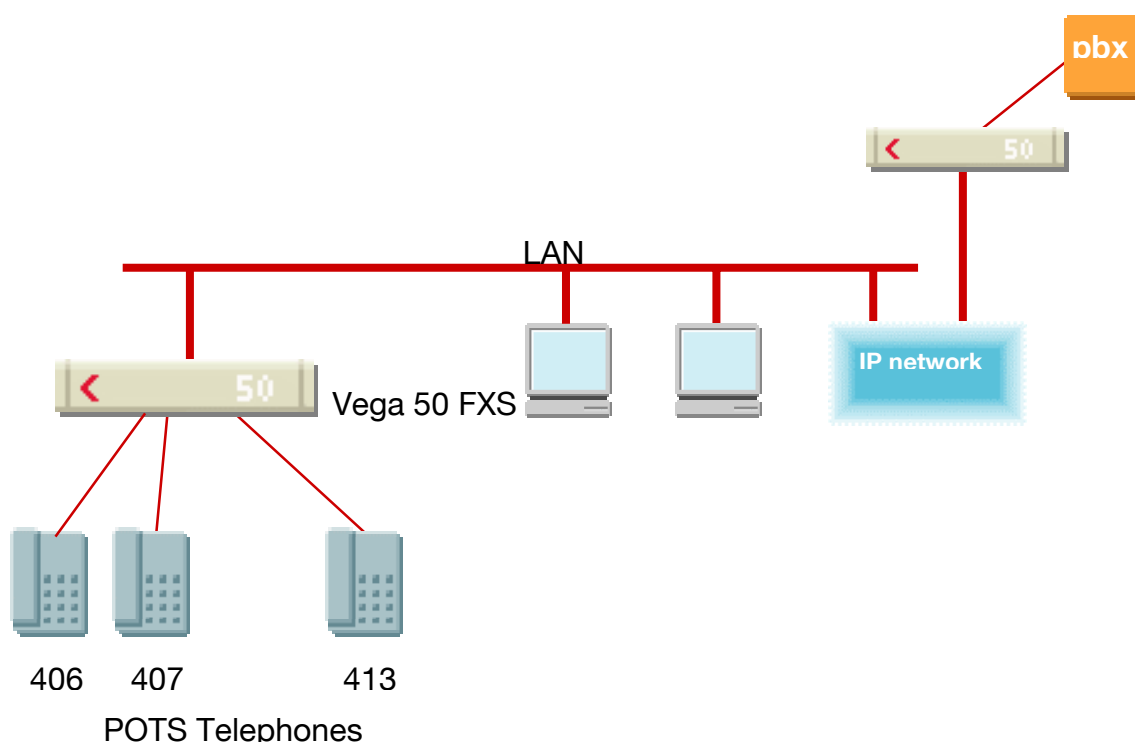 pbx
50
LAN
IP network
50
Vega 50 FXS
406 407 413
POTS Telephones